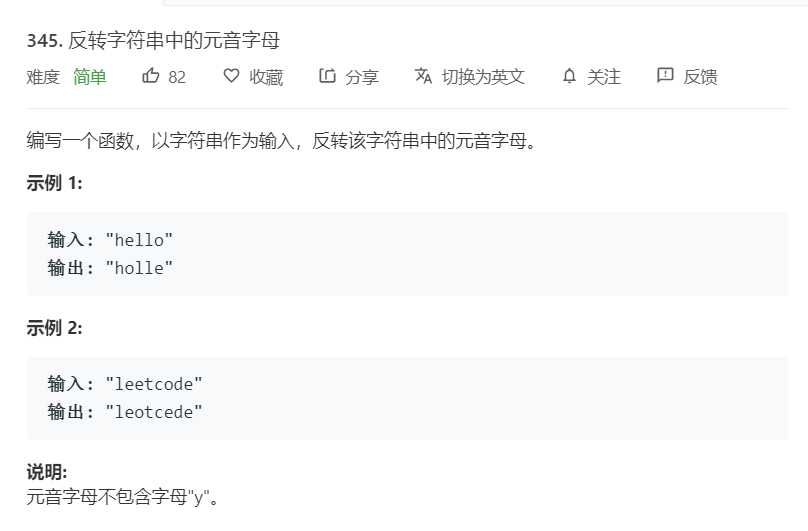 345. 反转字符串中的元音字母
难度 简单 82 收藏 分享 切换为英文 关注 反馈
编写一个函数，以字符串作为输入，反转该字符串中的元音字母。
示例 1:
输入: "hello"
输出: "holle"
示例 2:
输入: "leetcode"
输出: "leotcede"
说明:
元音字母不包含字母"y"。